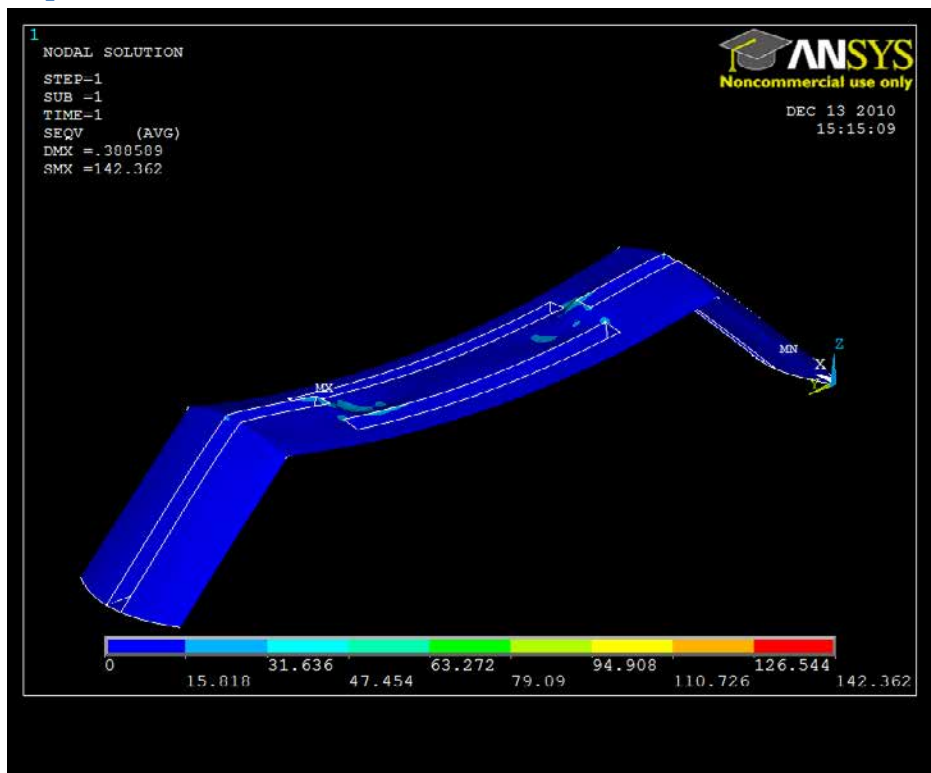 1
NODAL SOLUTION
STEP=1
SUB =1
TIME=1
SEQV (AVG)
DMX =.388589
SMX =142.362
ANSYS
Noncommercial use only
DEC 13 2010
15:15:09
MX
MN
Z
X
Y
0 31.636 63.272 94.908 126.544
15.818 47.454 79.09 110.726 142.362